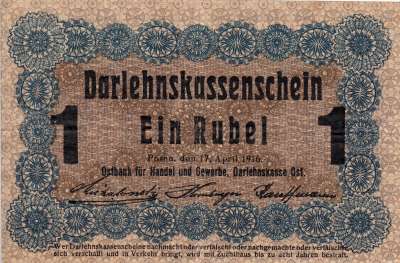 Darlehnskassenschein
1 Ein Rubel 1
Posen, den 17. April 1916.
Ostbank für Handel und Gewerbe, Darlehnskasse Ost.
Kauffmann
Wer Darlehnskassenscheine nachmacht oder verfälscht oder nachgemachte oder verfälschte
sich verschafft und in Verkehr bringt, wird mit Zuchthaus bis zu acht Jahren bestraft.